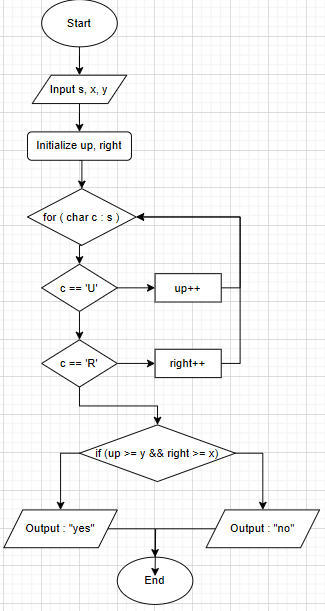 Start
Input s, x, y
Initialize up, right
for ( char c : s )
c == 'U'
up++
c == 'R'
right++
if (up >= y && right >= x)
Output : "yes"
Output : "no"
End